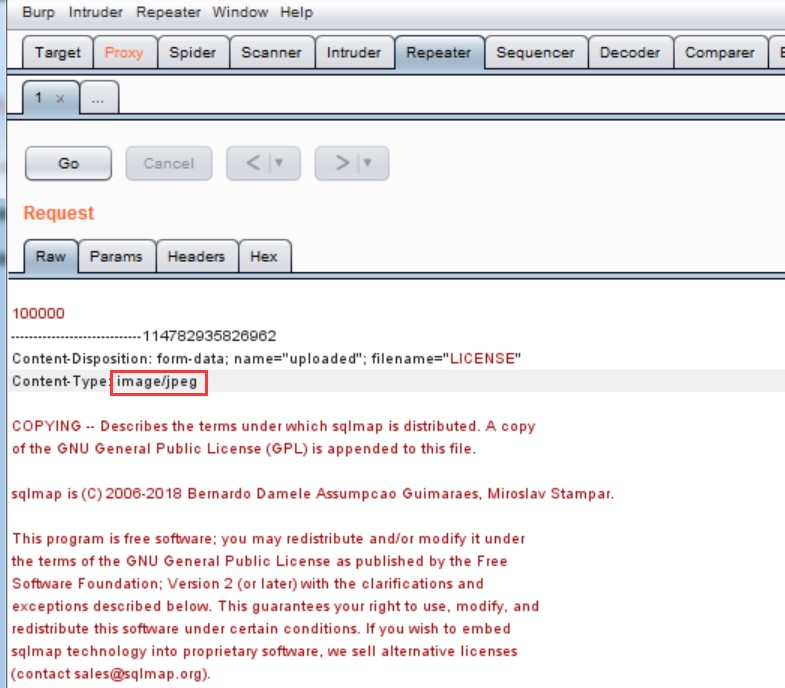 Burp Intruder Repeater Window Help
Target Proxy Spider Scanner Intruder Repeater Sequencer Decoder Comparer E
1 x ...
Go Cancel < ▼ > ▼
Request
Raw Params Headers Hex
100000
-----------------------------114782935826962
Content-Disposition: form-data; name="uploaded"; filename="LICENSE"
Content-Type: image/jpeg
COPYING -- Describes the terms under which sqlmap is distributed. A copy
of the GNU General Public License (GPL) is appended to this file.
sqlmap is (C) 2006-2018 Bernardo Damele Assumpcao Guimaraes, Miroslav Stampar.
This program is free software; you may redistribute and/or modify it under
the terms of the GNU General Public License as published by the Free
Software Foundation; Version 2 (or later) with the clarifications and
exceptions described below. This guarantees your right to use, modify, and
redistribute this software under certain conditions. If you wish to embed
sqlmap technology into proprietary software, we sell alternative licenses
(contact sales@sqlmap.org).